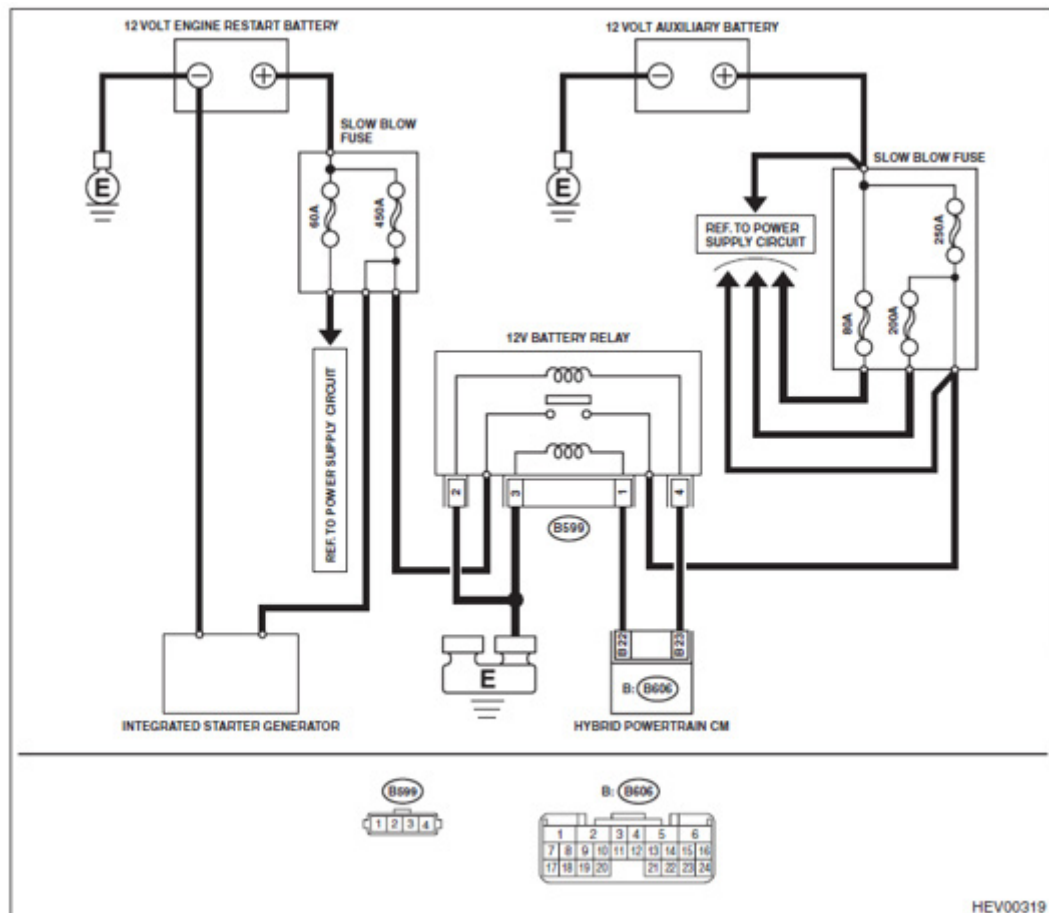 12 VOLT ENGINE RESTART BATTERY
12 VOLT AUXILIARY BATTERY
− +
− +
SLOW BLOW
FUSE
SLOW BLOW FUSE
E
E
60A
450A
REF. TO POWER
SUPPLY CIRCUIT
250A
80A
200A
12V BATTERY RELAY
REF. TO POWER SUPPLY CIRCUIT
2 3 1 4
B599
E
B22 B23
B: B606
INTEGRATED STARTER GENERATOR
HYBRID POWERTRAIN CM
B599
B: B606
1 2 3 4
1 2 3 4 5 6
7 8 9 10 11 12 13 14 15 16
17 18 19 20 21 22 23 24
HEV00319